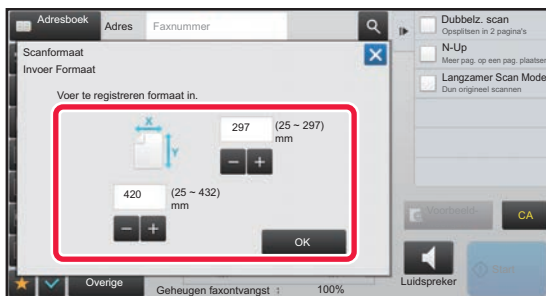 Adresboek
Adres
Faxnummer
Scanformaat
Invoer Formaat
Voer te registreren formaat in.
X
Y
297
(25 ~ 297)
mm
420
(25 ~ 432)
mm
OK
Overige
Geheugen faxontvangst :
100%
Dubbelz. scan
Opsplitsen in 2 pagina's
N-Up
Meer pag. op een pag. plaatsen
Langzamer Scan Mode
Dun origineel scannen
Voorbeeld-
CA
Luidspreker
Start